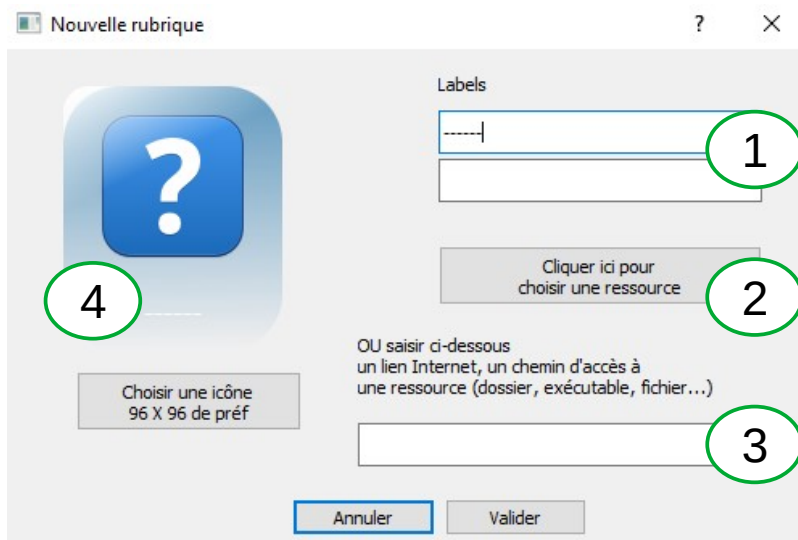 Nouvelle rubrique ? ×
Labels
------
1
?
Cliquer ici pour
choisir une ressource
2
4
------
OU saisir ci-dessous
un lien Internet, un chemin d'accès à
une ressource (dossier, exécutable, fichier...)
Choisir une icône
96 X 96 de préf
3
Annuler Valider